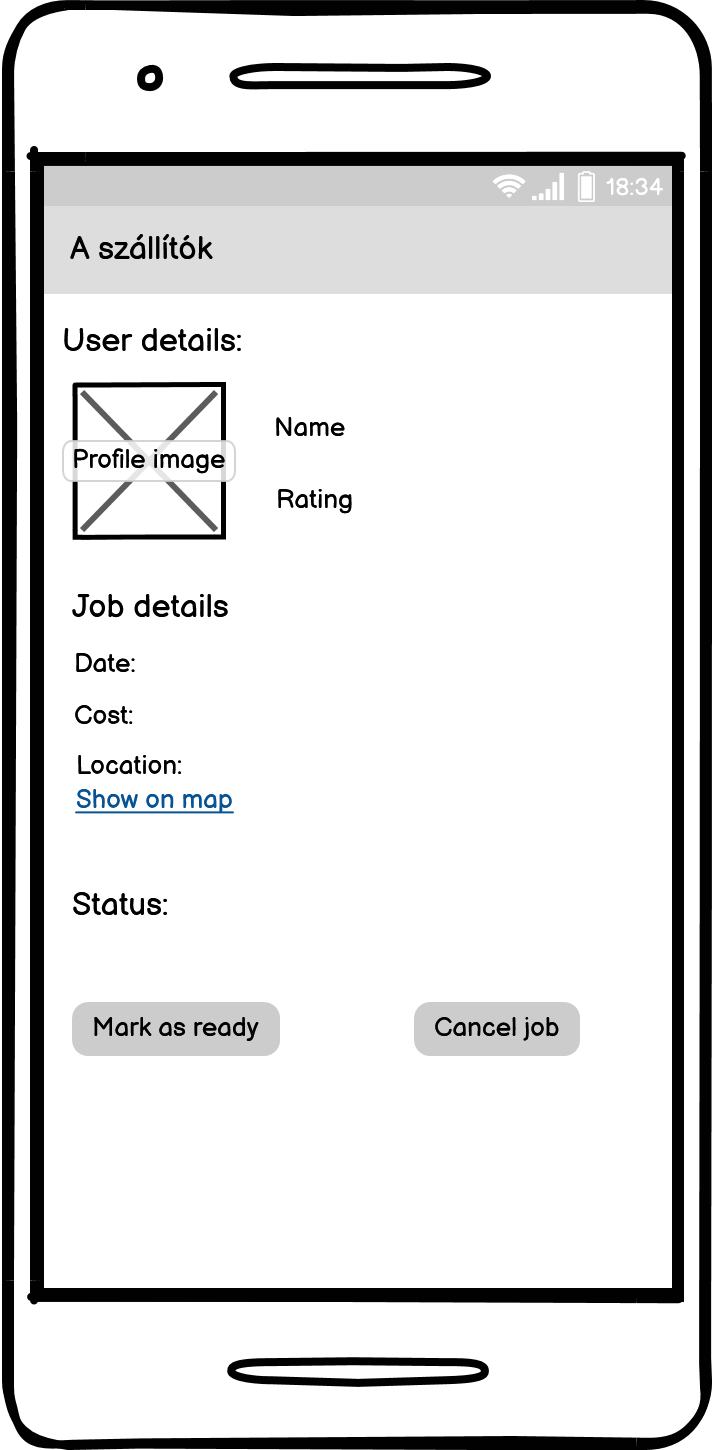 18:34
A szállítók
User details:
Name
Profile image
Rating
Job details
Date:
Cost:
Location:
Show on map
Status:
Mark as ready
Cancel job